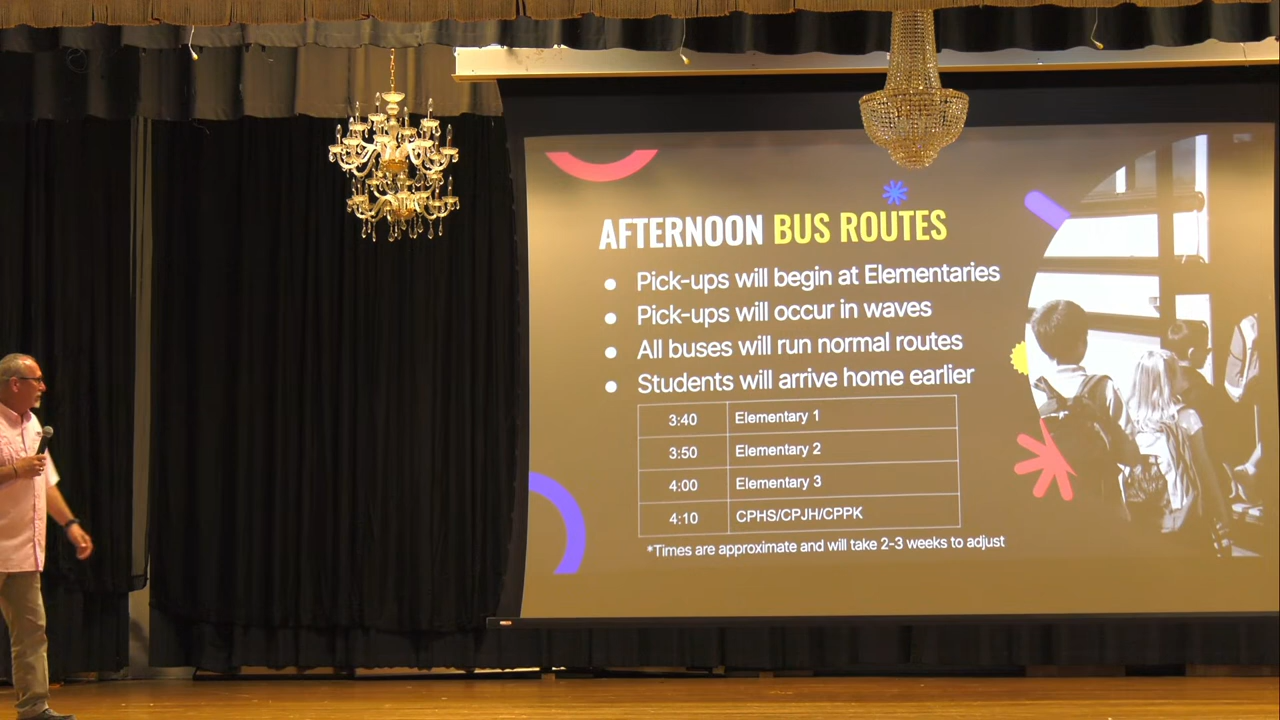 AFTERNOON BUS ROUTES
● Pick-ups will begin at Elementaries
● Pick-ups will occur in waves
● All buses will run normal routes
● Students will arrive home earlier
3:40 Elementary 1
3:50 Elementary 2
4:00 Elementary 3
4:10 CPHS/CPJH/CPPK
*Times are approximate and will take 2-3 weeks to adjust